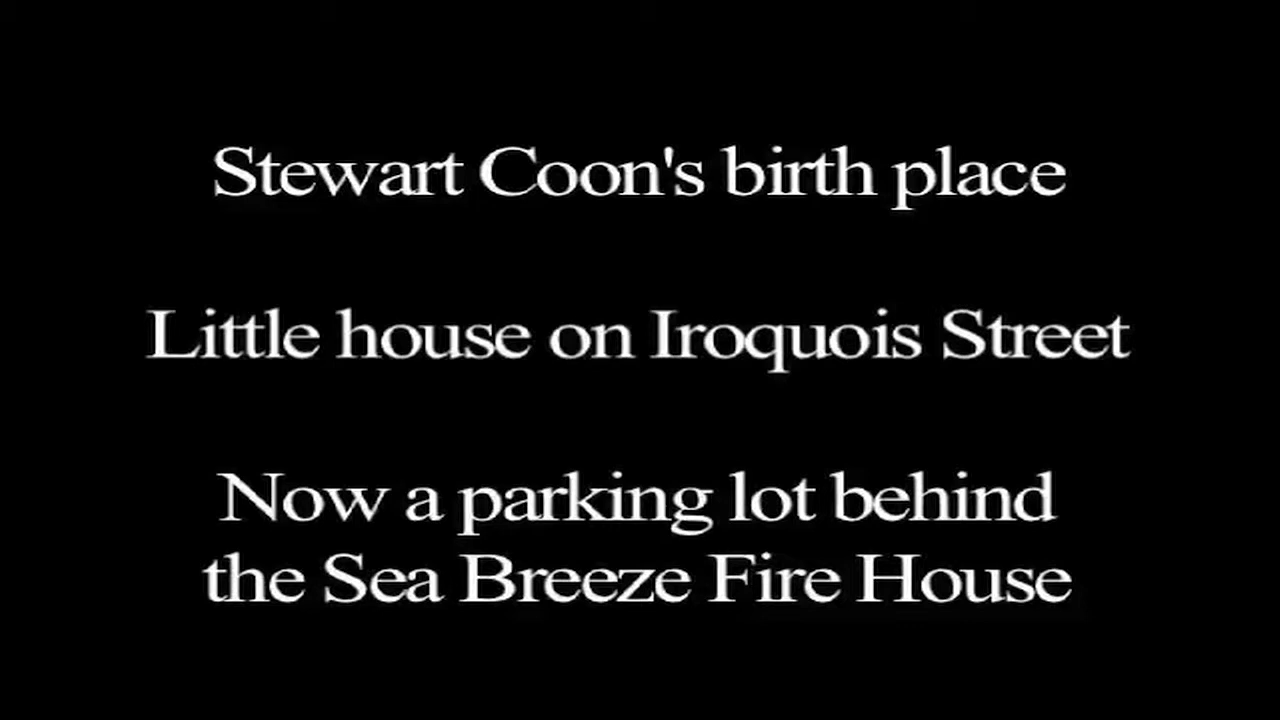 Stewart Coon's birth place
Little house on Iroquois Street
Now a parking lot behind
the Sea Breeze Fire House